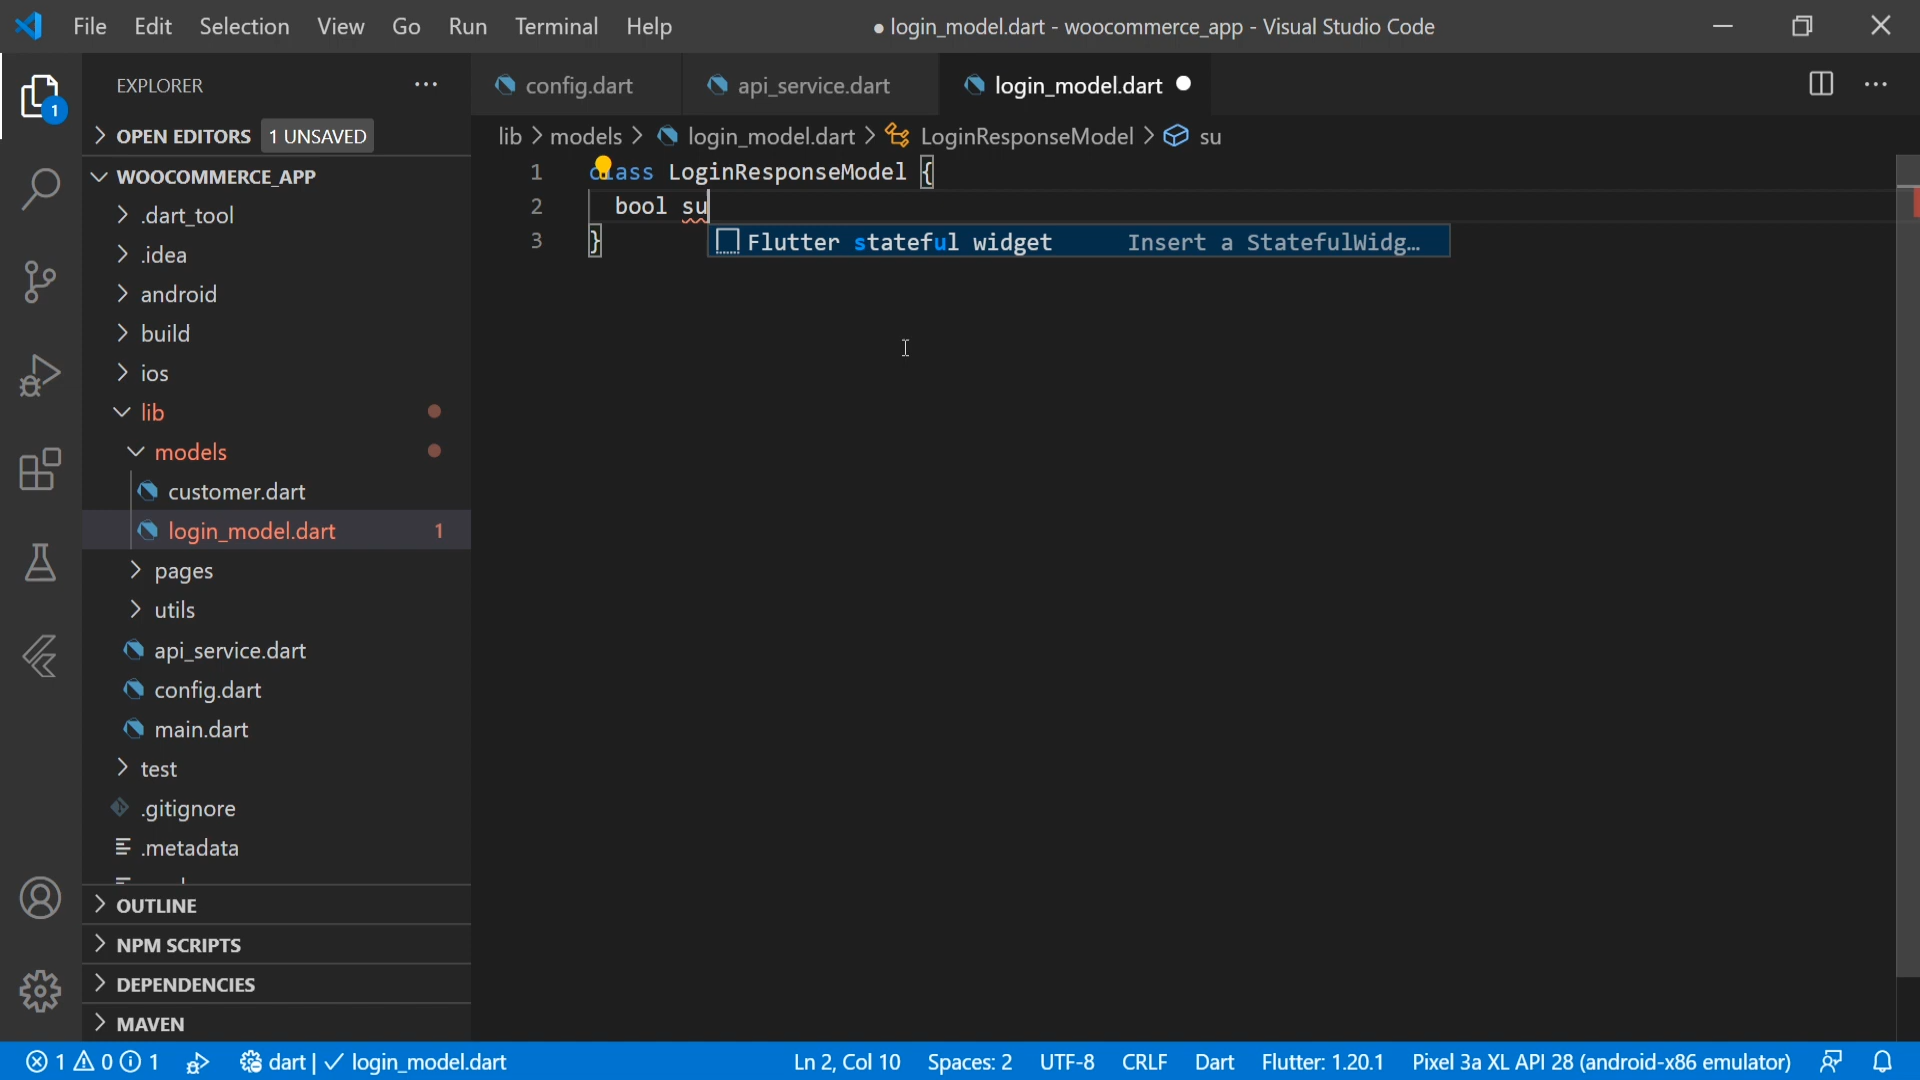 File Edit Selection View Go Run Terminal Help
● login_model.dart - woocommerce_app - Visual Studio Code
EXPLORER
config.dart
api_service.dart
login_model.dart
1
OPEN EDITORS 1 UNSAVED
lib > models > login_model.dart > LoginResponseModel > su
WOOCOMMERCE_APP
.dart_tool
.idea
android
build
ios
lib
models
customer.dart
login_model.dart 1
pages
utils
api_service.dart
config.dart
main.dart
test
.gitignore
.metadata
OUTLINE
NPM SCRIPTS
DEPENDENCIES
MAVEN
1 class LoginResponseModel {
2 bool su
3 }
Flutter stateful widget Insert a StatefulWidg…
1 0 1 dart | ✓ login_model.dart Ln 2, Col 10 Spaces: 2 UTF-8 CRLF Dart Flutter: 1.20.1 Pixel 3a XL API 28 (android-x86 emulator)